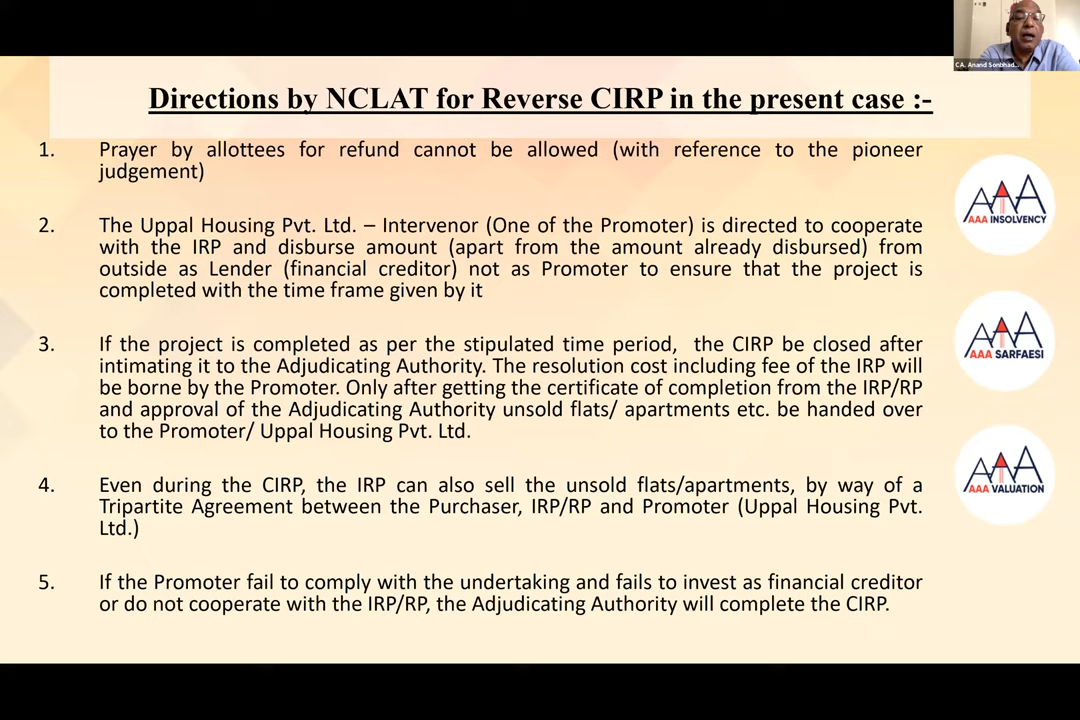 CA. Anand Sonbhad...
Directions by NCLAT for Reverse CIRP in the present case :-
1. Prayer by allottees for refund cannot be allowed (with reference to the pioneer
judgement)
2. The Uppal Housing Pvt. Ltd. – Intervenor (One of the Promoter) is directed to cooperate
with the IRP and disburse amount (apart from the amount already disbursed) from
outside as Lender (financial creditor) not as Promoter to ensure that the project is
completed with the time frame given by it
3. If the project is completed as per the stipulated time period, the CIRP be closed after
intimating it to the Adjudicating Authority. The resolution cost including fee of the IRP will
be borne by the Promoter. Only after getting the certificate of completion from the IRP/RP
and approval of the Adjudicating Authority unsold flats/ apartments etc. be handed over
to the Promoter/ Uppal Housing Pvt. Ltd.
4. Even during the CIRP, the IRP can also sell the unsold flats/apartments, by way of a
Tripartite Agreement between the Purchaser, IRP/RP and Promoter (Uppal Housing Pvt.
Ltd.)
5. If the Promoter fail to comply with the undertaking and fails to invest as financial creditor
or do not cooperate with the IRP/RP, the Adjudicating Authority will complete the CIRP.
AAA
AAA INSOLVENCY
AAA
AAA SARFAESI
AAA
AAA VALUATION